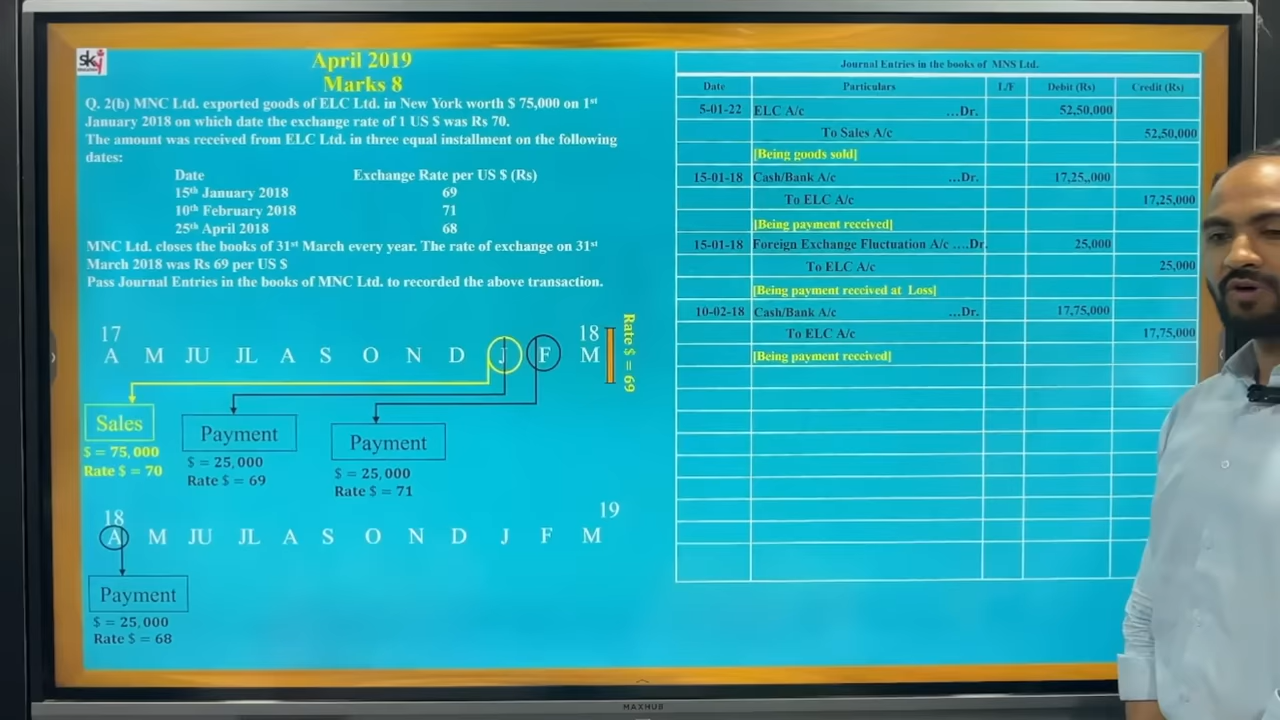 sky
April 2019
Marks 8
Q. 2(b) MNC Ltd. exported goods of ELC Ltd. in New York worth $ 75,000 on 1st
January 2018 on which date the exchange rate of 1 US $ was Rs 70.
The amount was received from ELC Ltd. in three equal installment on the following
dates:
Date Exchange Rate per US $ (Rs)
15th January 2018 69
10th February 2018 71
25th April 2018 68
MNC Ltd. closes the books of 31st March every year. The rate of exchange on 31st
March 2018 was Rs 69 per US $
Pass Journal Entries in the books of MNC Ltd. to recorded the above transaction.
17 18
A M JU JL A S O N D J F M
Rate $ = 69
Sales
$ = 75,000
Rate $ = 70
Payment
$ = 25,000
Rate $ = 69
Payment
$ = 25,000
Rate $ = 71
18 19
A M JU JL A S O N D J F M
Payment
$ = 25,000
Rate $ = 68
Journal Entries in the books of MNS Ltd.
Date Particulars L/F Debit (Rs) Credit (Rs)
5-01-22 ELC A/c ...Dr. 52,50,000
To Sales A/c 52,50,000
[Being goods sold]
15-01-18 Cash/Bank A/c ...Dr. 17,25,,000
To ELC A/c 17,25,000
[Being payment received]
15-01-18 Foreign Exchange Fluctuation A/c ....Dr. 25,000
To ELC A/c 25,000
[Being payment received at Loss]
10-02-18 Cash/Bank A/c ...Dr. 17,75,000
To ELC A/c 17,75,000
[Being payment received]
MAXHUB